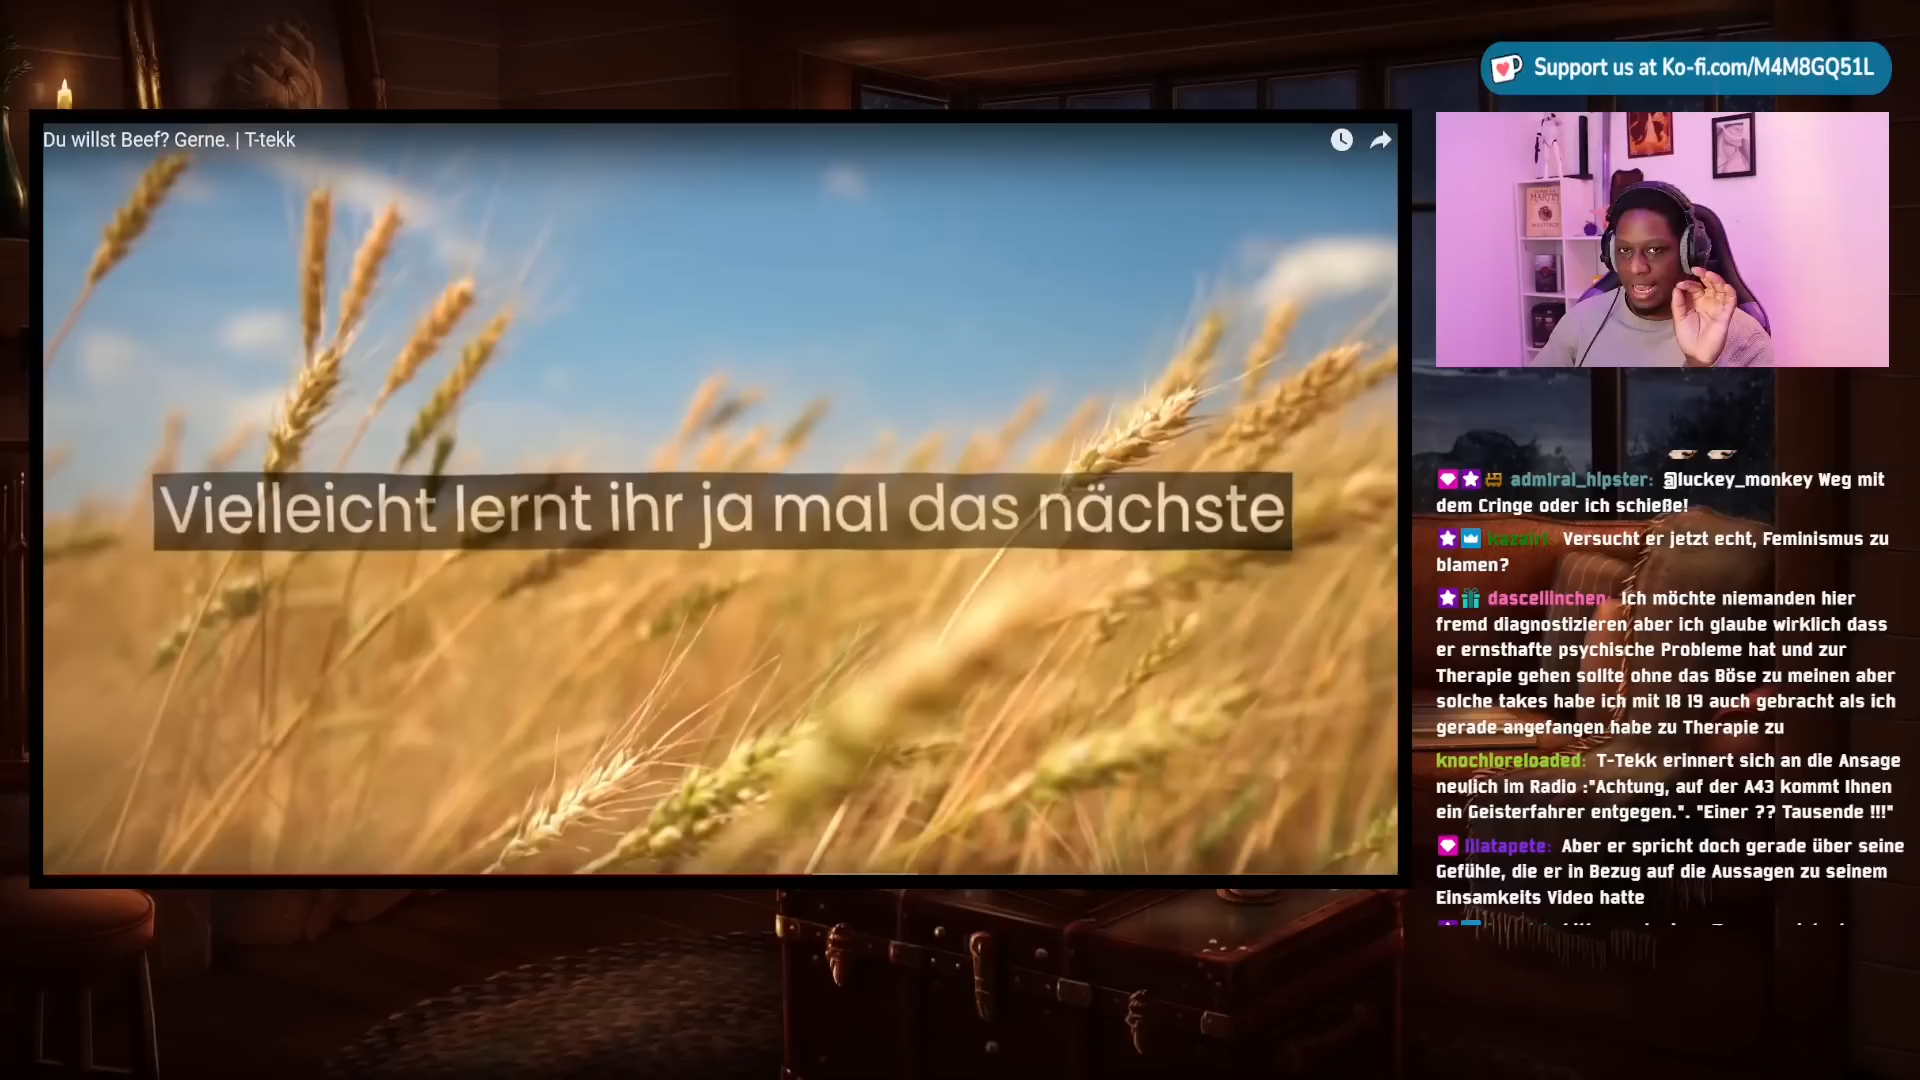 Support us at Ko-fi.com/M4M8GQ51L
Du willst Beef? Gerne. | T-tekk
MARTIN
Vielleicht lernt ihr ja mal das nächste
admiral_hipster: @luckey_monkey Weg mit
dem Cringe oder ich schieße!
kazairi: Versucht er jetzt echt, Feminismus zu
blamen?
dascellinchen: Ich möchte niemanden hier
fremd diagnostizieren aber ich glaube wirklich dass
er ernsthafte psychische Probleme hat und zur
Therapie gehen sollte ohne das Böse zu meinen aber
solche takes habe ich mit 18 19 auch gebracht als ich
gerade angefangen habe zu Therapie zu
knochloreloaded: T-Tekk erinnert sich an die Ansage
neulich im Radio :"Achtung, auf der A43 kommt Ihnen
ein Geisterfahrer entgegen.". "Einer ?? Tausende !!!"
lilatapete: Aber er spricht doch gerade über seine
Gefühle, die er in Bezug auf die Aussagen zu seinem
Einsamkeits Video hatte